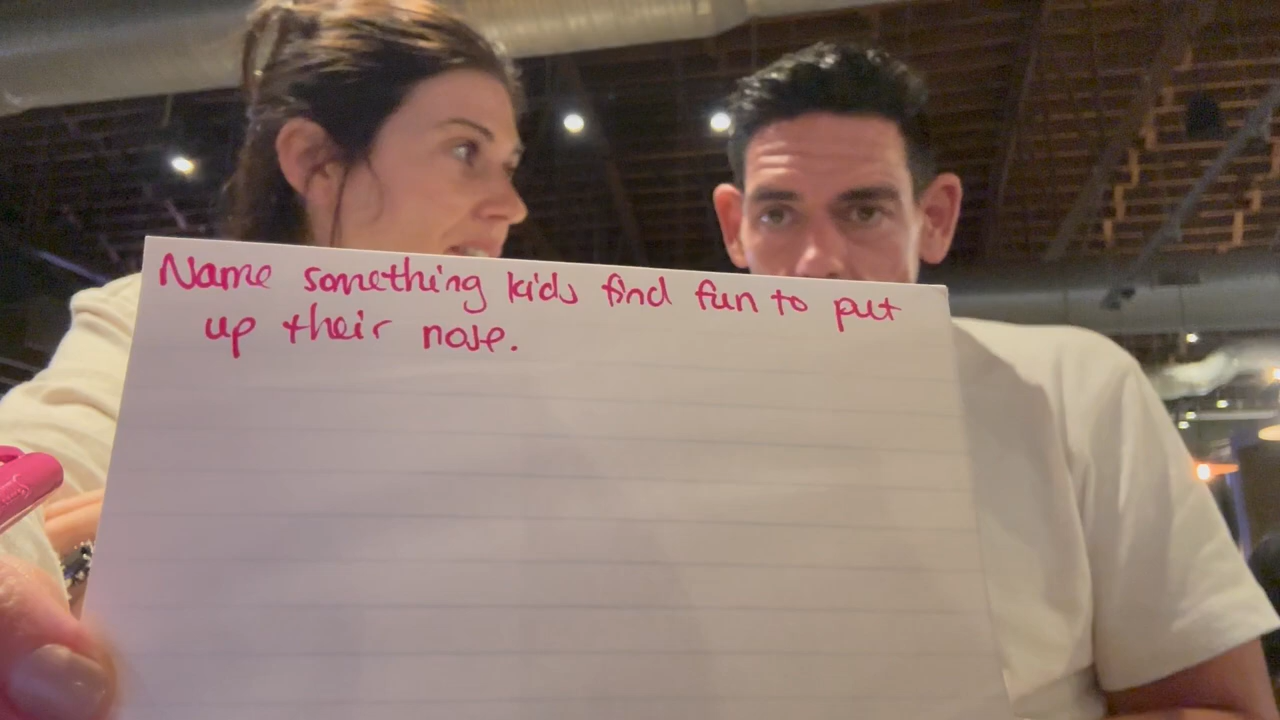 Name something kids find fun to put
up their nose.